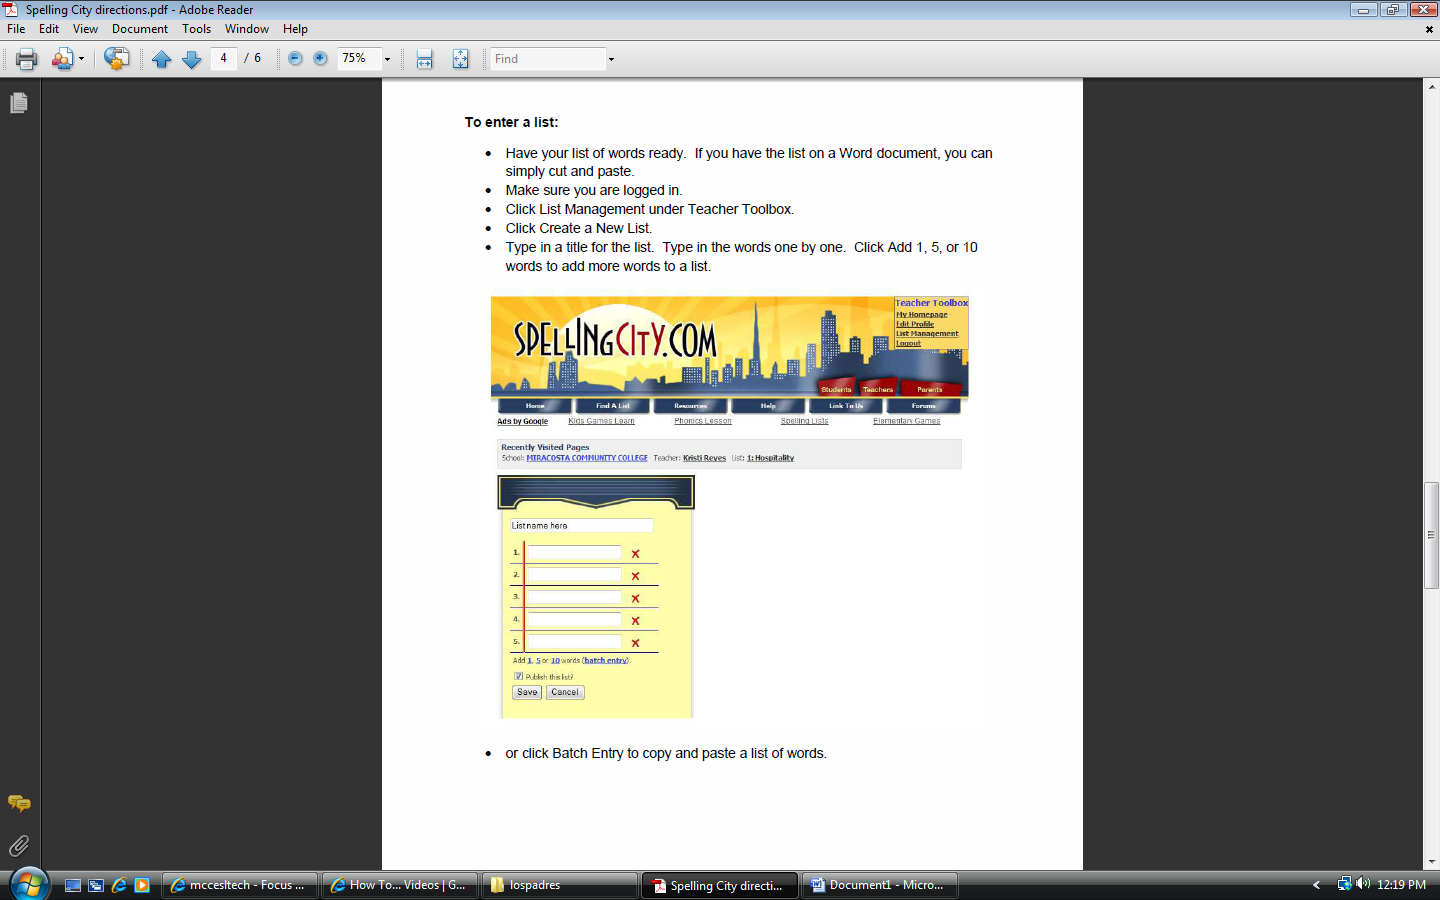 Spelling City directions.pdf - Adobe Reader
File Edit View Document Tools Window Help
4 / 6 75% Find
To enter a list:
• Have your list of words ready. If you have the list on a Word document, you can
simply cut and paste.
• Make sure you are logged in.
• Click List Management under Teacher Toolbox.
• Click Create a New List.
• Type in a title for the list. Type in the words one by one. Click Add 1, 5, or 10
words to add more words to a list.
Teacher Toolbox
My Homepage
Edit Profile
List Management
Logout
SPELLINGCITY.COM
Students Teachers Parents
Home Find A List Resources Help Link To Us Forums
Ads by Google Kids Games Learn Phonics Lesson Spelling Lists Elementary Games
Recently Visited Pages
School: MIRACOSTA COMMUNITY COLLEGE Teacher: Kristi Reyes List: 1: Hospitality
List name here
1.
2.
3.
4.
5.
Add 1, 5 or 10 words (batch entry).
Publish this list?
Save Cancel
• or click Batch Entry to copy and paste a list of words.
mccesltech - Focus ... How To... Videos | G... lospadres Spelling City directi... Document1 - Micro... 12:19 PM